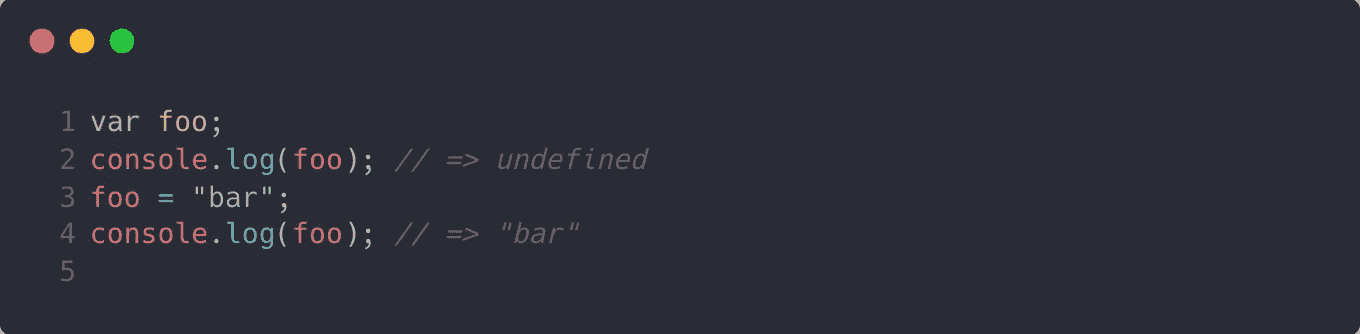 1 var foo;
2 console.log(foo); // => undefined
3 foo = "bar";
4 console.log(foo); // => "bar"
5